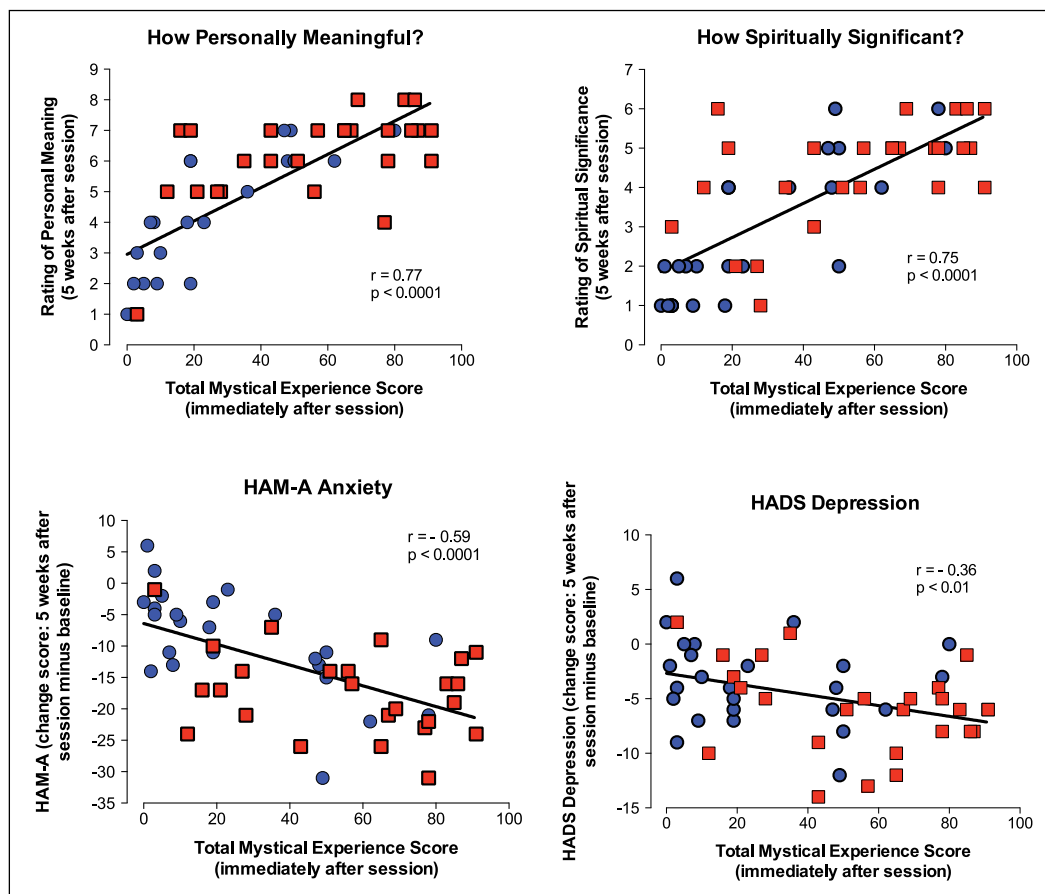 How Personally Meaningful?
Rating of Personal Meaning
(5 weeks after session)
9
8
7
6
5
4
3
2
1
r = 0.77
p < 0.0001
0
20
40
60
80
100
Total Mystical Experience Score
(immediately after session)
How Spiritually Significant?
Rating of Spiritual Significance
(5 weeks after session)
7
6
5
4
3
2
1
0
r = 0.75
p < 0.0001
0
20
40
60
80
100
Total Mystical Experience Score
(immediately after session)
HAM-A Anxiety
HAM-A (change score: 5 weeks after
session minus baseline)
10
5
0
-5
-10
-15
-20
-25
-30
-35
r = - 0.59
p < 0.0001
0
20
40
60
80
100
Total Mystical Experience Score
(immediately after session)
HADS Depression
HADS Depression (change score: 5 weeks after
session minus baseline)
10
5
0
-5
-10
-15
r = - 0.36
p < 0.01
0
20
40
60
80
100
Total Mystical Experience Score
(immediately after session)